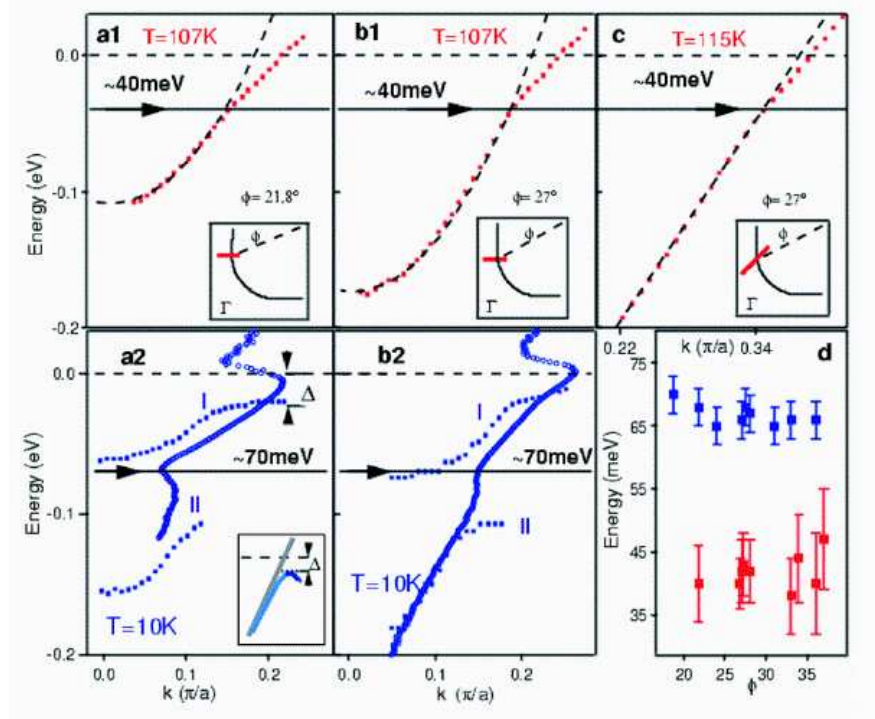 a1
T=107K
b1
T=107K
c
T=115K
0.0
~40meV
~40meV
~40meV
Energy (eV)
-0.1
ϕ= 21,8°
ϕ= 27°
ϕ= 27°
ϕ
ϕ
ϕ
Γ
Γ
Γ
-0.2
a2
b2
0.22
k (π/a)
0.34
d
0.0
I
Δ
I
~70meV
~70meV
Energy (eV)
-0.1
II
II
Δ
T=10K
T=10K
-0.2
75
65
55
45
35
Energy (meV)
0.0
0.1
0.2
0.0
0.1
0.2
20
25
30
35
k (π/a)
k (π/a)
ϕ